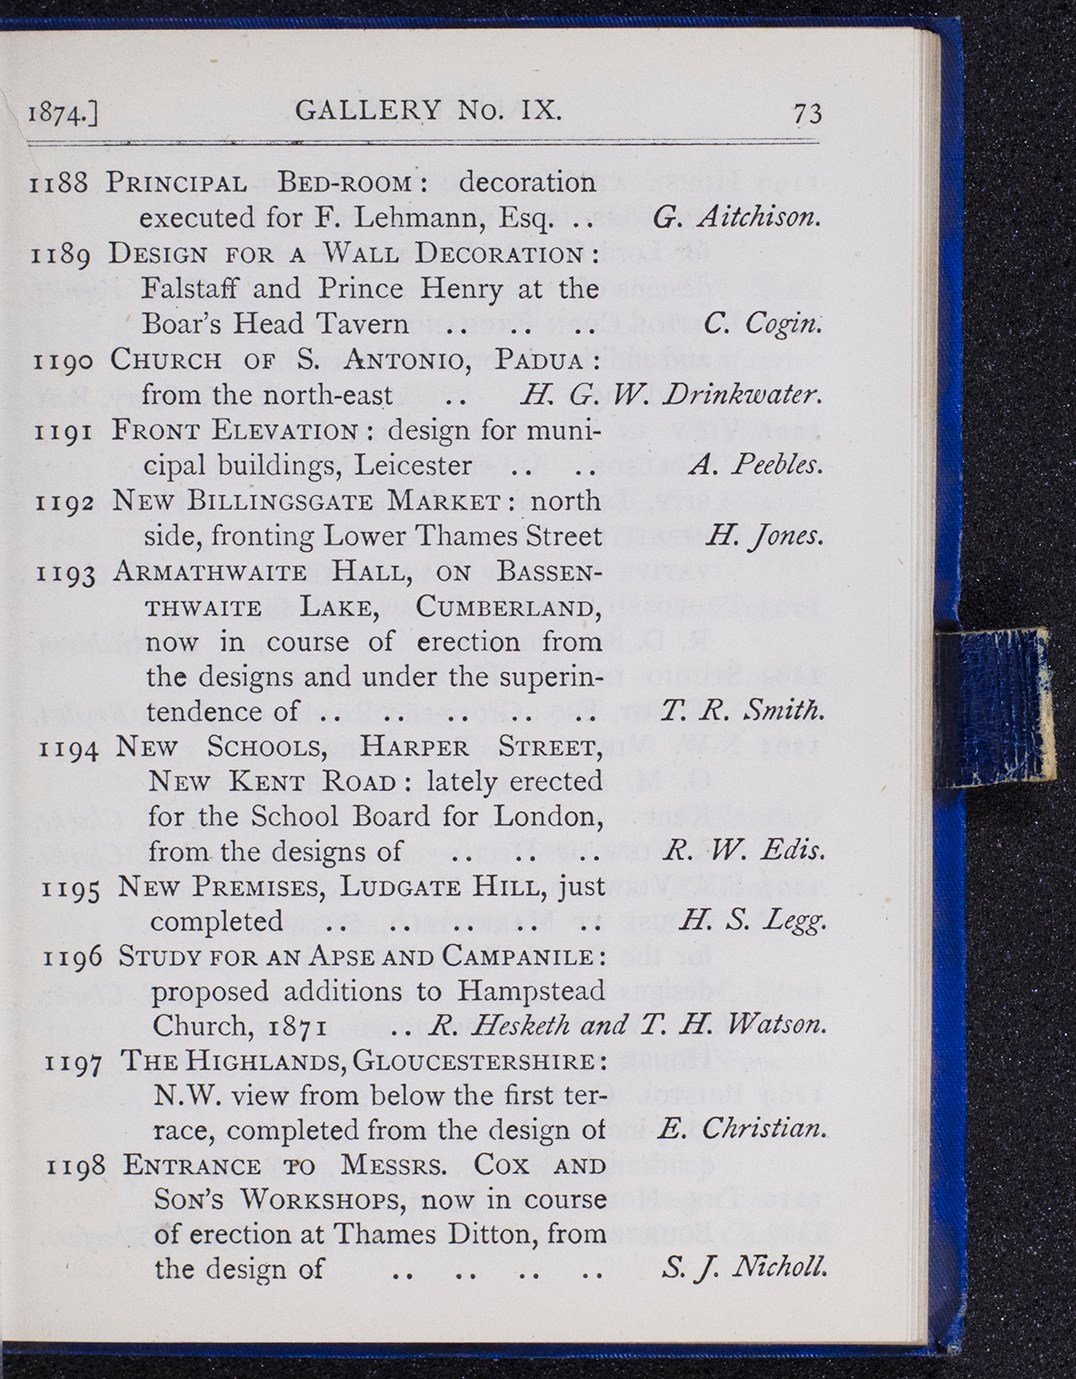 1874.] GALLERY No. IX. 73
1188 PRINCIPAL BED-ROOM: decoration
executed for F. Lehmann, Esq. .. G. Aitchison.
1189 DESIGN FOR A WALL DECORATION:
Falstaff and Prince Henry at the
Boar's Head Tavern .. .. .. C. Cogin.
1190 CHURCH OF S. ANTONIO, PADUA:
from the north-east .. H. G. W. Drinkwater.
1191 FRONT ELEVATION: design for muni-
cipal buildings, Leicester .. .. A. Peebles.
1192 NEW BILLINGSGATE MARKET: north
side, fronting Lower Thames Street H. Jones.
1193 ARMATHWAITE HALL, ON BASSEN-
THWAITE LAKE, CUMBERLAND,
now in course of erection from
the designs and under the superin-
tendence of .. .. .. .. .. T. R. Smith.
1194 NEW SCHOOLS, HARPER STREET,
NEW KENT ROAD: lately erected
for the School Board for London,
from the designs of .. .. .. R. W. Edis.
1195 NEW PREMISES, LUDGATE HILL, just
completed .. .. .. .. .. H. S. Legg.
1196 STUDY FOR AN APSE AND CAMPANILE:
proposed additions to Hampstead
Church, 1871 .. R. Hesketh and T. H. Watson.
1197 THE HIGHLANDS, GLOUCESTERSHIRE:
N.W. view from below the first ter-
race, completed from the design of E. Christian.
1198 ENTRANCE TO MESSRS. COX AND
SON'S WORKSHOPS, now in course
of erection at Thames Ditton, from
the design of .. .. .. .. S. J. Nicholl.